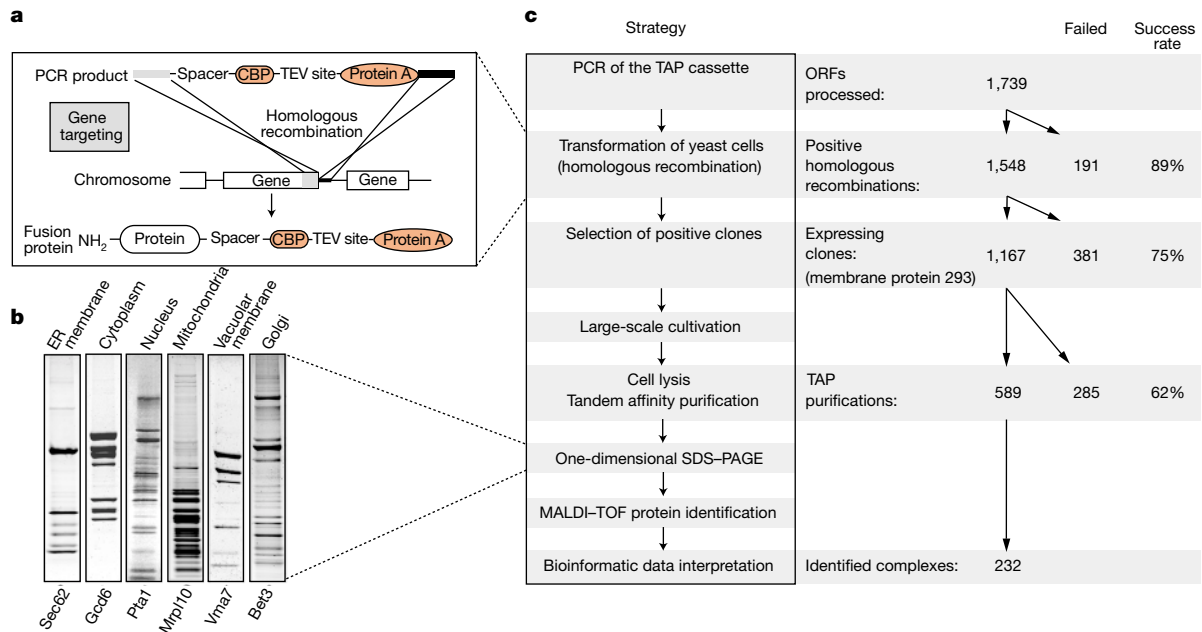 a
PCR product
Spacer
CBP
TEV site
Protein A
Gene
targeting
Homologous
recombination
Chromosome
Gene
Gene
Fusion
protein
NH2
Protein
Spacer
CBP
TEV site
Protein A
b
ER
membrane
Cytoplasm
Nucleus
Mitochondria
Vacuolar
membrane
Golgi
Sec62
Gcd6
Pta1
Mrpl10
Vma7
Bet3
c
Strategy
Failed
Success
rate
PCR of the TAP cassette
ORFs
processed:
1,739
Transformation of yeast cells
(homologous recombination)
Positive
homologous
recombinations:
1,548
191
89%
Selection of positive clones
Expressing
clones:
(membrane protein 293)
1,167
381
75%
Large-scale cultivation
Cell lysis
Tandem affinity purification
TAP
purifications:
589
285
62%
One-dimensional SDS–PAGE
MALDI–TOF protein identification
Bioinformatic data interpretation
Identified complexes:
232